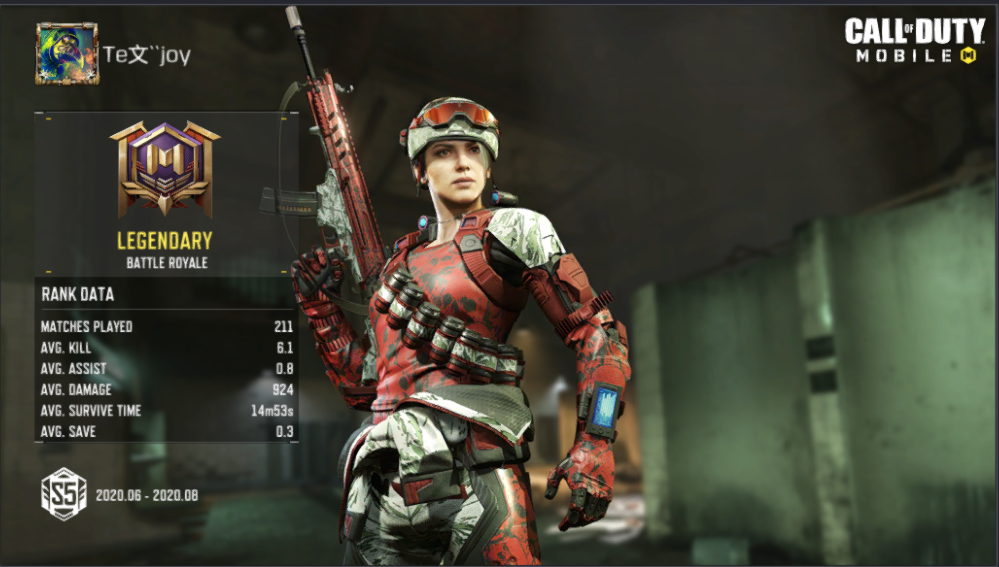 Te文``joy
CALL OF DUTY
MOBILE
LEGENDARY
BATTLE ROYALE
RANK DATA
MATCHES PLAYED 211
AVG. KILL 6.1
AVG. ASSIST 0.8
AVG. DAMAGE 924
AVG. SURVIVE TIME 14m53s
AVG. SAVE 0.3
S5 2020.06 - 2020.08